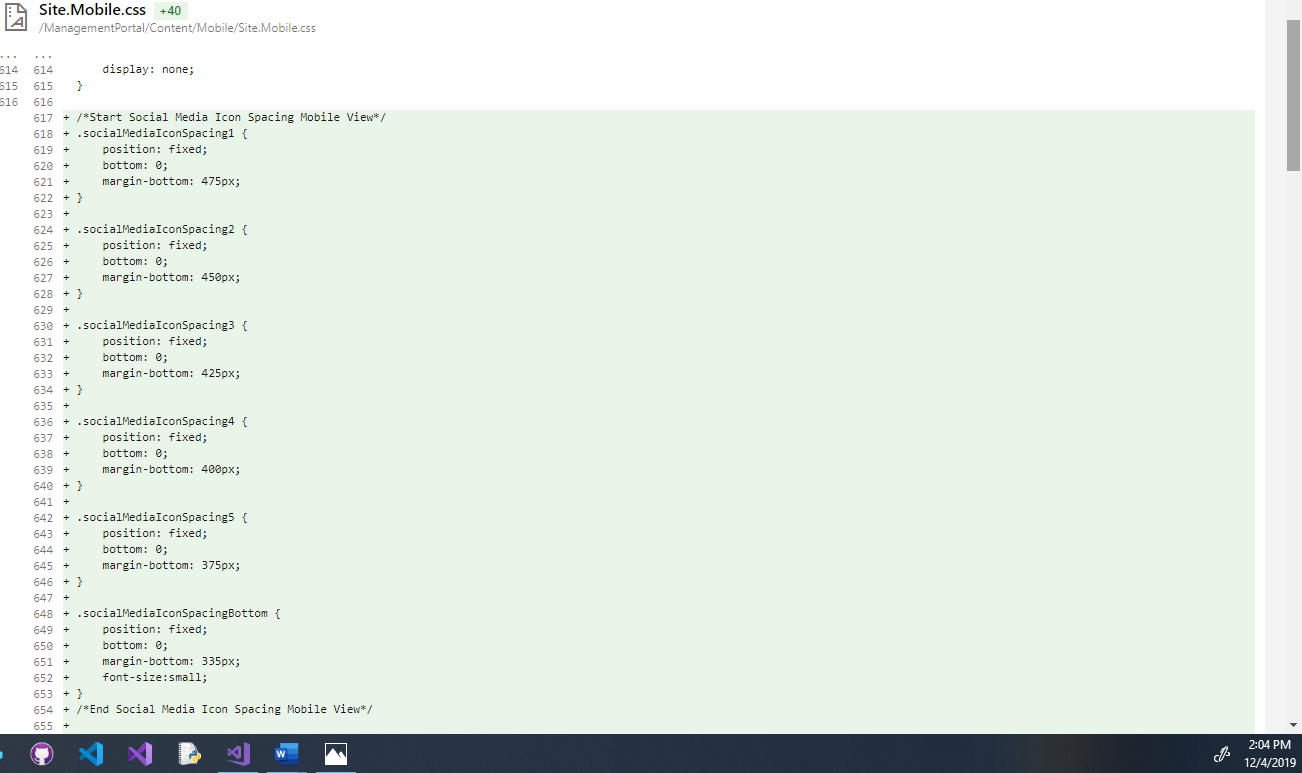 Site.Mobile.css +40
/ManagementPortal/Content/Mobile/Site.Mobile.css
... ...
614 614 display: none;
615 615 }
616 616
617 + /*Start Social Media Icon Spacing Mobile View*/
618 + .socialMediaIconSpacing1 {
619 + position: fixed;
620 + bottom: 0;
621 + margin-bottom: 475px;
622 + }
623 +
624 + .socialMediaIconSpacing2 {
625 + position: fixed;
626 + bottom: 0;
627 + margin-bottom: 450px;
628 + }
629 +
630 + .socialMediaIconSpacing3 {
631 + position: fixed;
632 + bottom: 0;
633 + margin-bottom: 425px;
634 + }
635 +
636 + .socialMediaIconSpacing4 {
637 + position: fixed;
638 + bottom: 0;
639 + margin-bottom: 400px;
640 + }
641 +
642 + .socialMediaIconSpacing5 {
643 + position: fixed;
644 + bottom: 0;
645 + margin-bottom: 375px;
646 + }
647 +
648 + .socialMediaIconSpacingBottom {
649 + position: fixed;
650 + bottom: 0;
651 + margin-bottom: 335px;
652 + font-size:small;
653 + }
654 + /*End Social Media Icon Spacing Mobile View*/
655 +
2:04 PM
12/4/2019